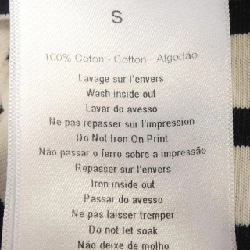 S
100% Coton - Cotton - Algodão
Lavage sur l'envers
Wash inside out
Lavar do avesso
Ne pas repasser sur l'impression
Do Not Iron On Print
Não passar o ferro sobre a impressão
Repasser sur l'envers
Iron inside out
Passar do avesso
Ne pas laisser tremper
Do not let soak
Não deixe de molho